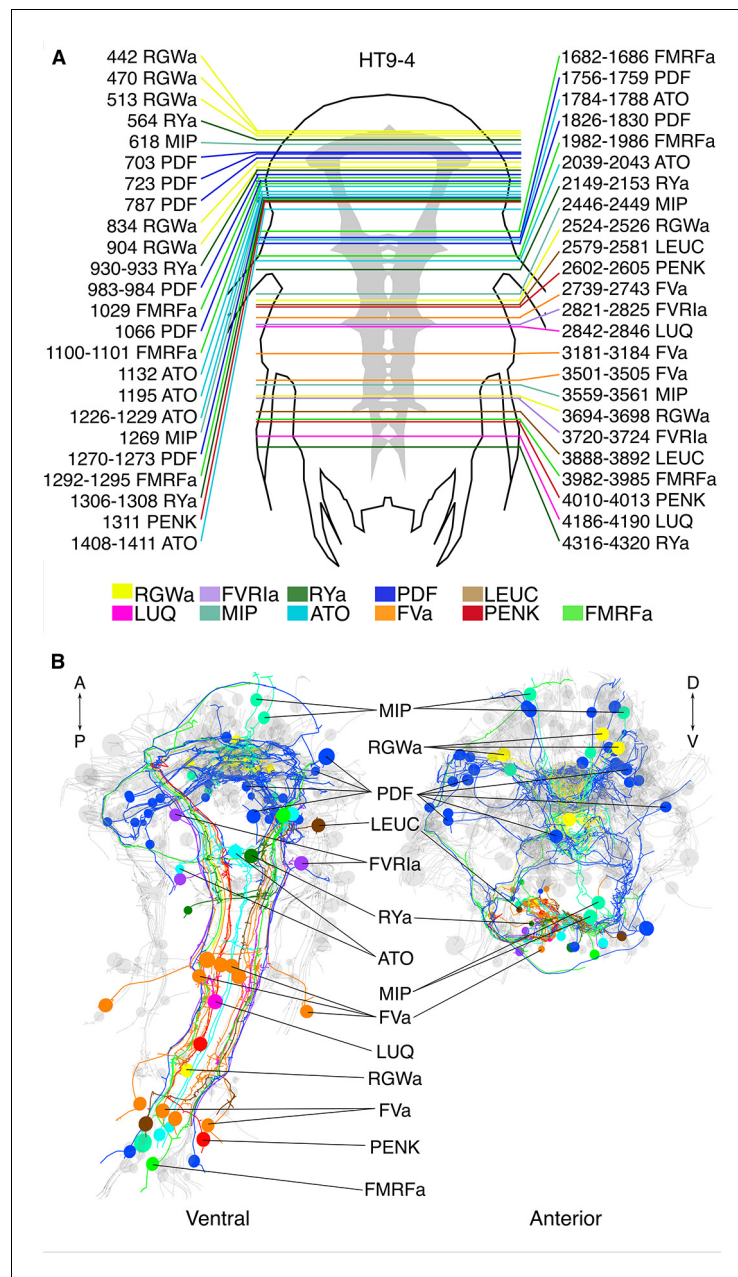 A
HT9-4
442 RGWa
470 RGWa
513 RGWa
564 RYa
618 MIP
703 PDF
723 PDF
787 PDF
834 RGWa
904 RGWa
930-933 RYa
983-984 PDF
1029 FMRFa
1066 PDF
1100-1101 FMRFa
1132 ATO
1195 ATO
1226-1229 ATO
1269 MIP
1270-1273 PDF
1292-1295 FMRFa
1306-1308 RYa
1311 PENK
1408-1411 ATO
1682-1686 FMRFa
1756-1759 PDF
1784-1788 ATO
1826-1830 PDF
1982-1986 FMRFa
2039-2043 ATO
2149-2153 RYa
2446-2449 MIP
2524-2526 RGWa
2579-2581 LEUC
2602-2605 PENK
2739-2743 FVa
2821-2825 FVRIa
2842-2846 LUQ
3181-3184 FVa
3501-3505 FVa
3559-3561 MIP
3694-3698 RGWa
3720-3724 FVRIa
3888-3892 LEUC
3982-3985 FMRFa
4010-4013 PENK
4186-4190 LUQ
4316-4320 RYa
RGWa FVRIa RYa PDF LEUC
LUQ MIP ATO FVa PENK FMRFa
B
A
P
D
V
MIP
RGWa
PDF
LEUC
FVRIa
RYa
ATO
MIP
FVa
LUQ
RGWa
FVa
PENK
FMRFa
Ventral
Anterior